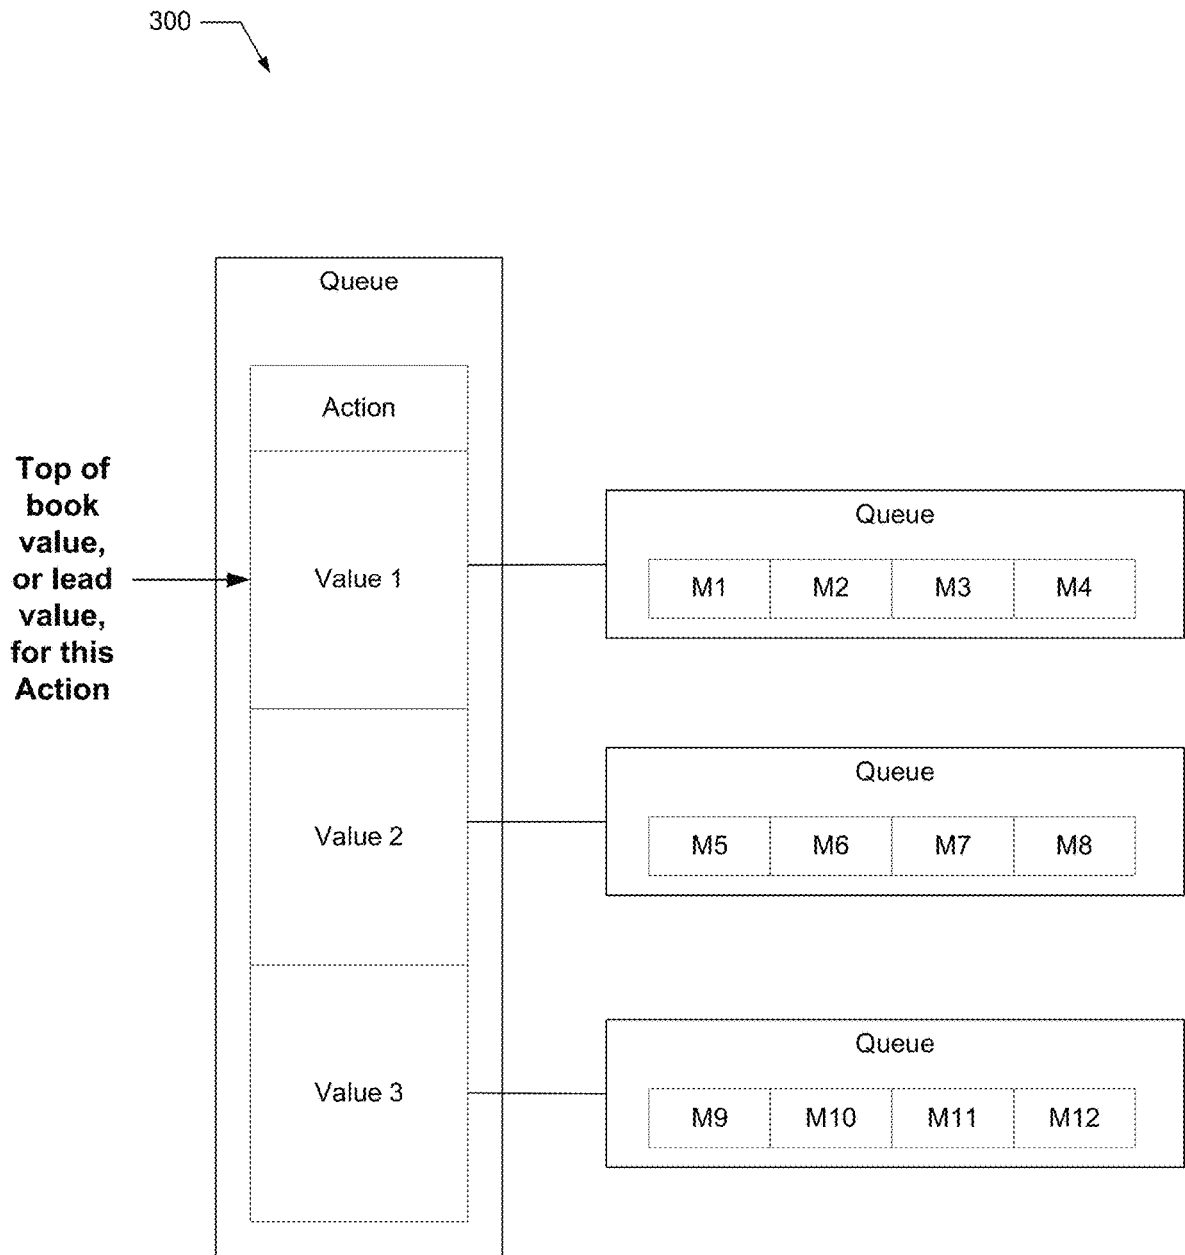 300
Queue
Action
Top of
book
value,
or lead
value,
for this
Action
Value 1
Queue
M1 M2 M3 M4
Value 2
Queue
M5 M6 M7 M8
Value 3
Queue
M9 M10 M11 M12